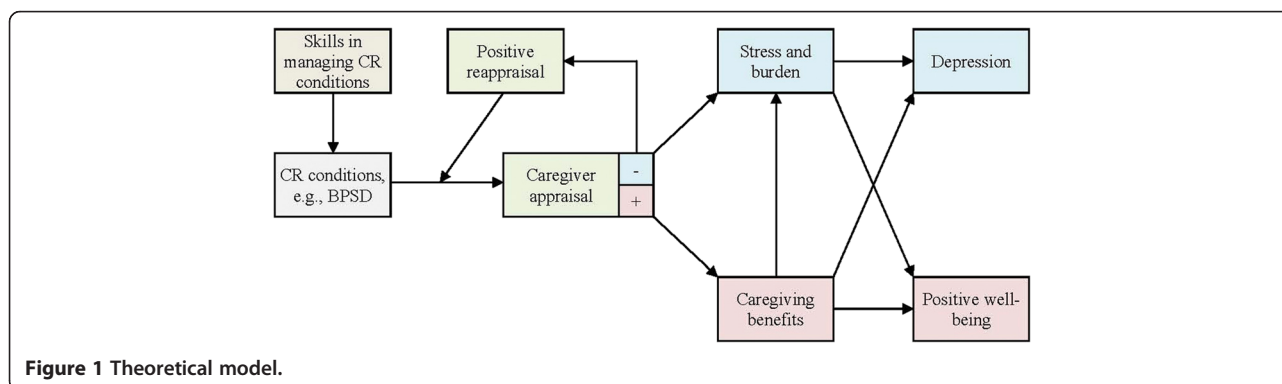 Skills in
managing CR
conditions
Positive
reappraisal
Stress and
burden
Depression
CR conditions,
e.g., BPSD
Caregiver
appraisal
-
+
Caregiving
benefits
Positive well-
being
Figure 1 Theoretical model.